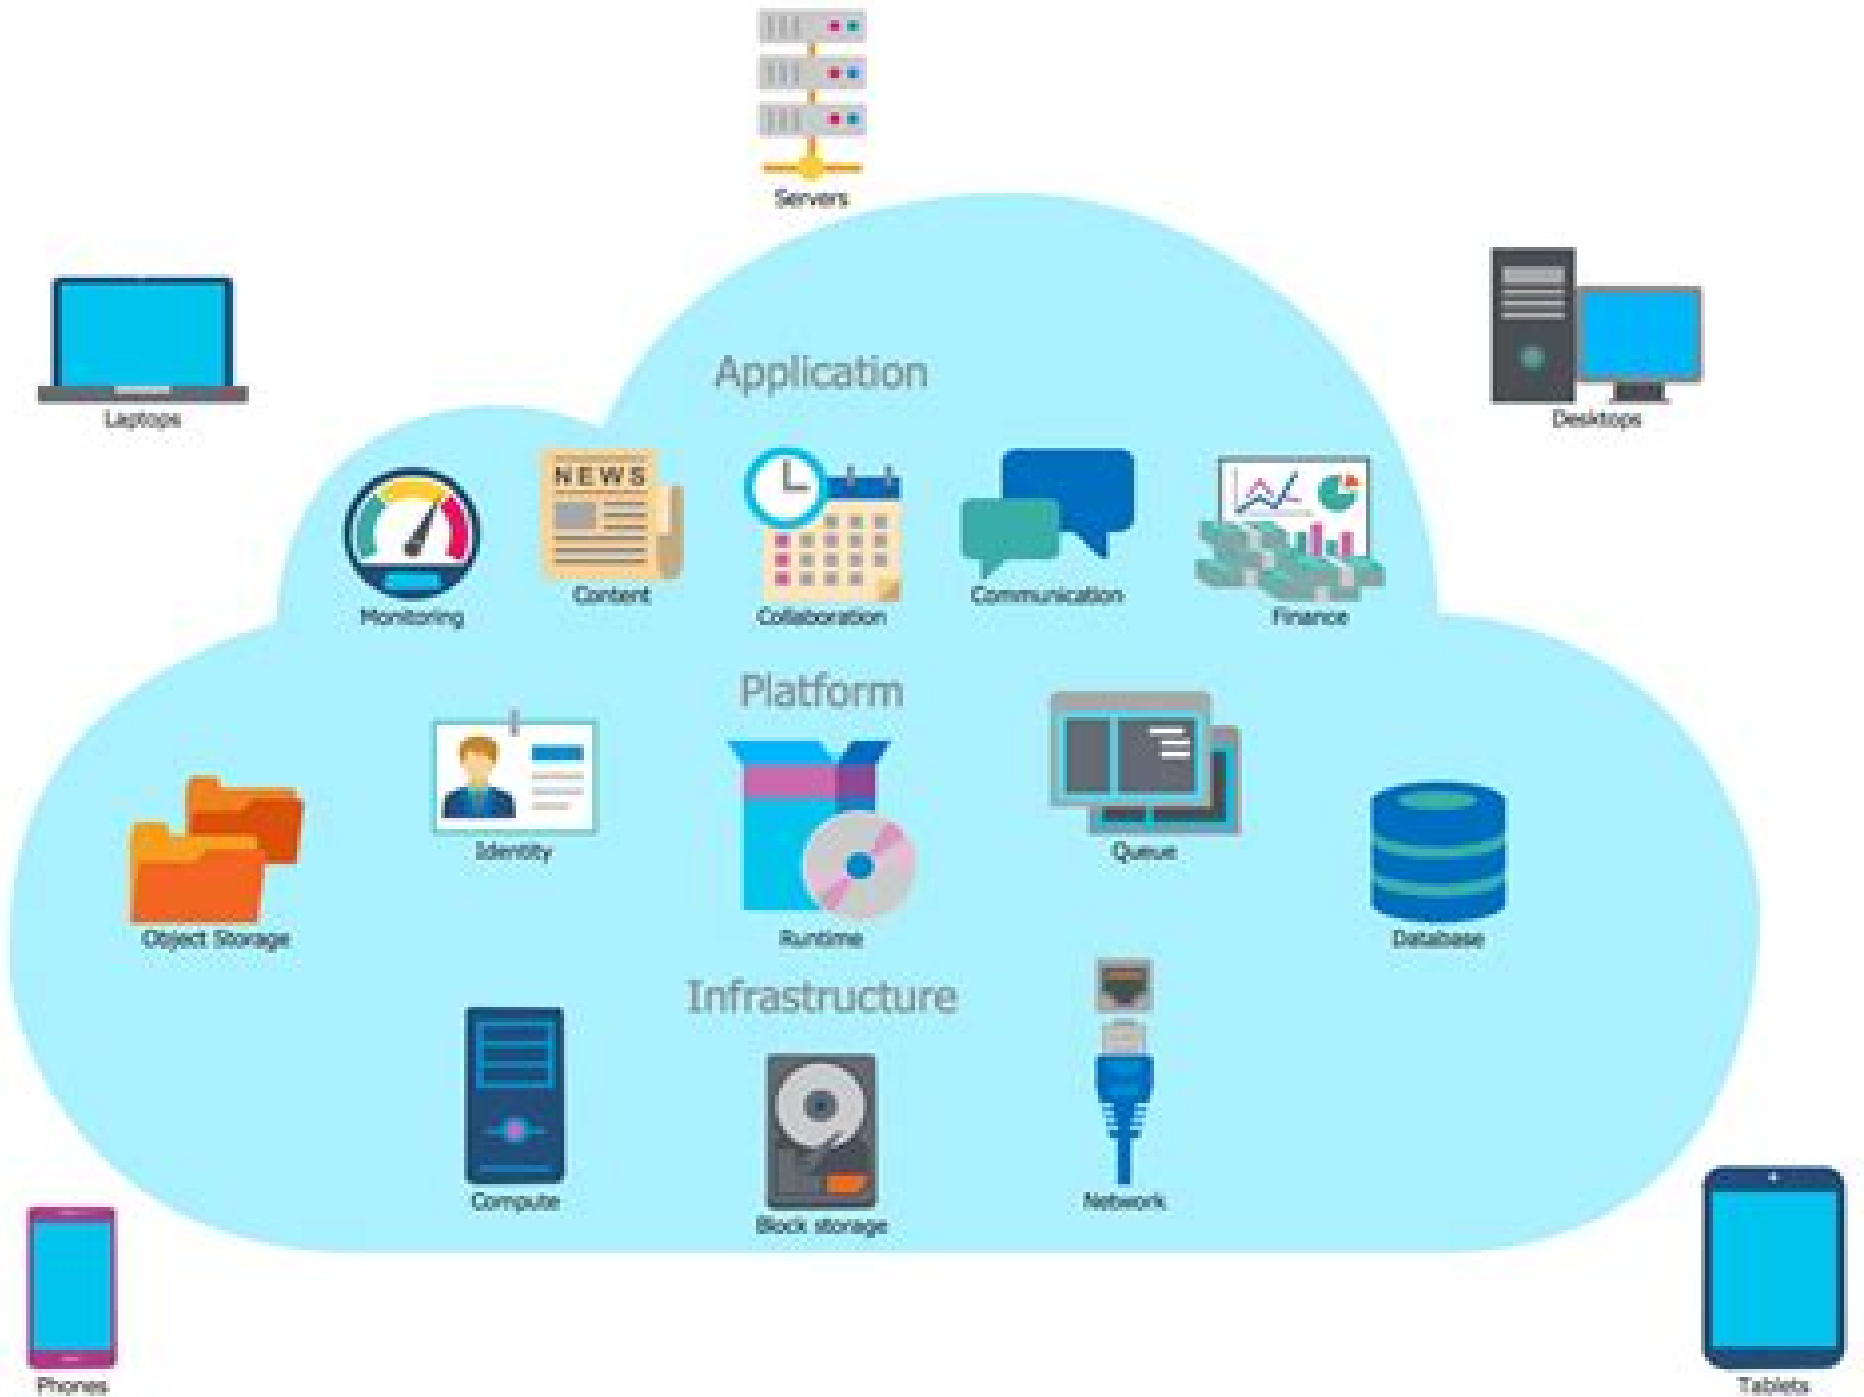 Servers
Laptops
Desktops
Application
NEWS
Monitoring
Content
Collaboration
Communication
Finance
Platform
Identity
Queue
Object Storage
Runtime
Database
Infrastructure
Compute
Block storage
Network
Phones
Tablets